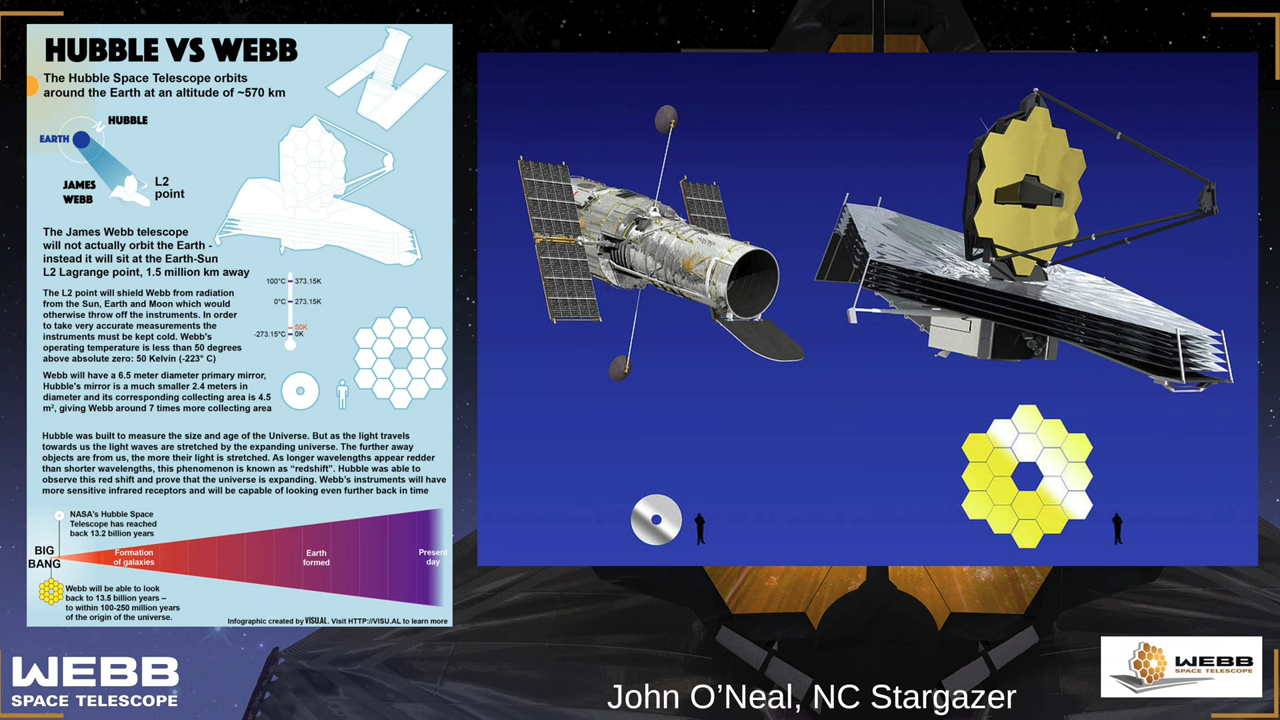 HUBBLE VS WEBB
The Hubble Space Telescope orbits
around the Earth at an altitude of ~570 km
HUBBLE
EARTH
JAMES
WEBB
L2
point
The James Webb telescope
will not actually orbit the Earth -
instead it will sit at the Earth-Sun
L2 Lagrange point, 1.5 million km away
100°C 373.15K
0°C 273.15K
50K
-273.15°C 0K
The L2 point will shield Webb from radiation
from the Sun, Earth and Moon which would
otherwise throw off the instruments. In order
to take very accurate measurements the
instruments must be kept cold. Webb's
operating temperature is less than 50 degrees
above absolute zero: 50 Kelvin (-223° C)
Webb will have a 6.5 meter diameter primary mirror,
Hubble's mirror is a much smaller 2.4 meters in
diameter and its corresponding collecting area is 4.5
m², giving Webb around 7 times more collecting area
Hubble was built to measure the size and age of the Universe. But as the light travels
towards us the light waves are stretched by the expanding universe. The further away
objects are from us, the more their light is stretched. As longer wavelengths appear redder
than shorter wavelengths, this phenomenon is known as "redshift". Hubble was able to
observe this red shift and prove that the universe is expanding. Webb's instruments will have
more sensitive infrared receptors and will be capable of looking even further back in time
NASA's Hubble Space
Telescope has reached
back 13.2 billion years
BIG
BANG
Formation
of galaxies
Earth
formed
Present
day
Webb will be able to look
back to 13.5 billion years –
to within 100-250 million years
of the origin of the universe.
Infographic created by VISU.AL. Visit HTTP://VISU.AL to learn more
WEBB
SPACE TELESCOPE
John O'Neal, NC Stargazer
WEBB
SPACE TELESCOPE